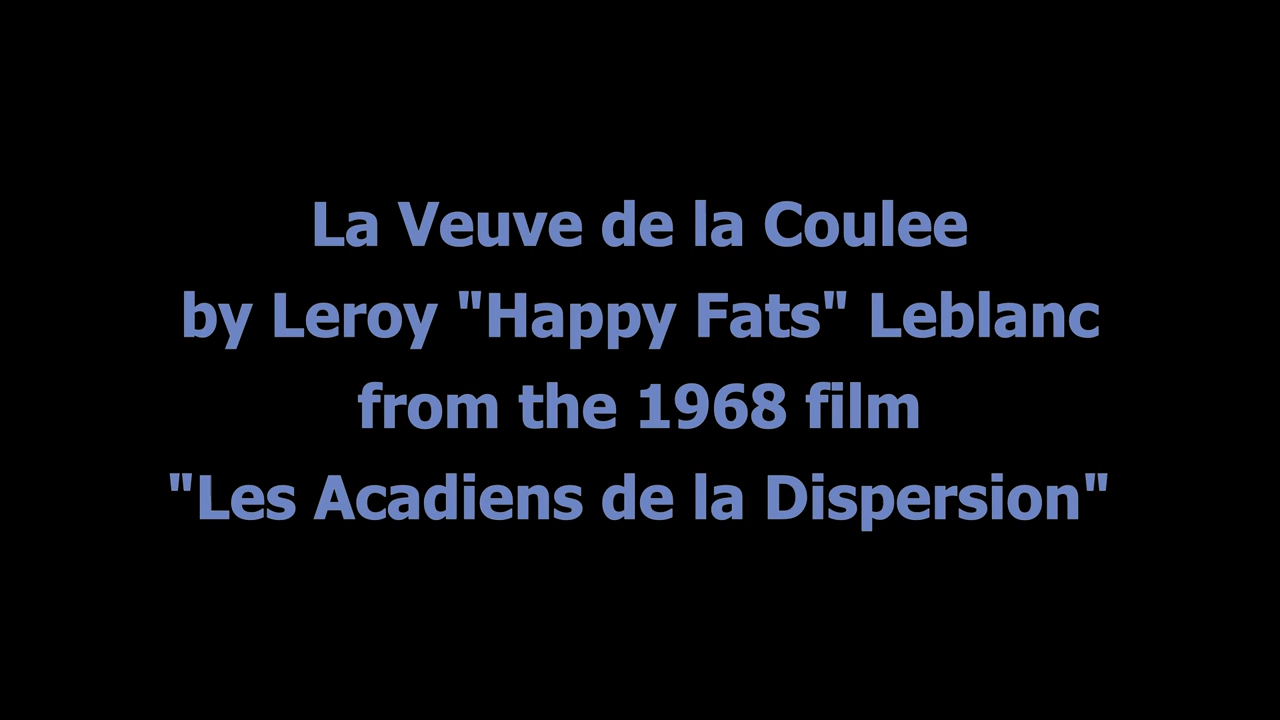 La Veuve de la Coulee
by Leroy "Happy Fats" Leblanc
from the 1968 film
"Les Acadiens de la Dispersion"